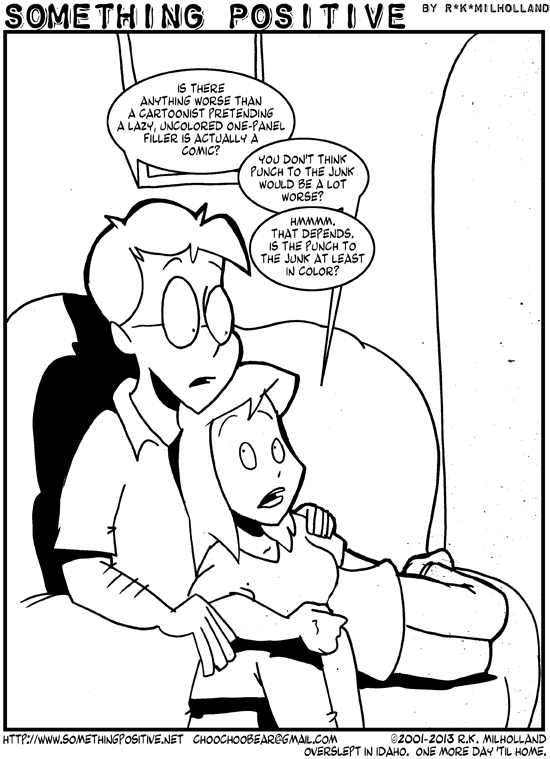 SOMETHING POSITIVE BY R*K*MILHOLLAND
IS THERE
ANYTHING WORSE THAN
A CARTOONIST PRETENDING
A LAZY, UNCOLORED ONE-PANEL
FILLER IS ACTUALLY A
COMIC?
YOU DON'T THINK
PUNCH TO THE JUNK
WOULD BE A LOT
WORSE?
HMMMM.
THAT DEPENDS.
IS THE PUNCH TO
THE JUNK AT LEAST
IN COLOR?
HTTP://WWW.SOMETHINGPOSITIVE.NET CHOOCHOOBEAR@GMAIL.COM ©2001-2013 R.K. MILHOLLAND
OVERSLEPT IN IDAHO. ONE MORE DAY 'TIL HOME.